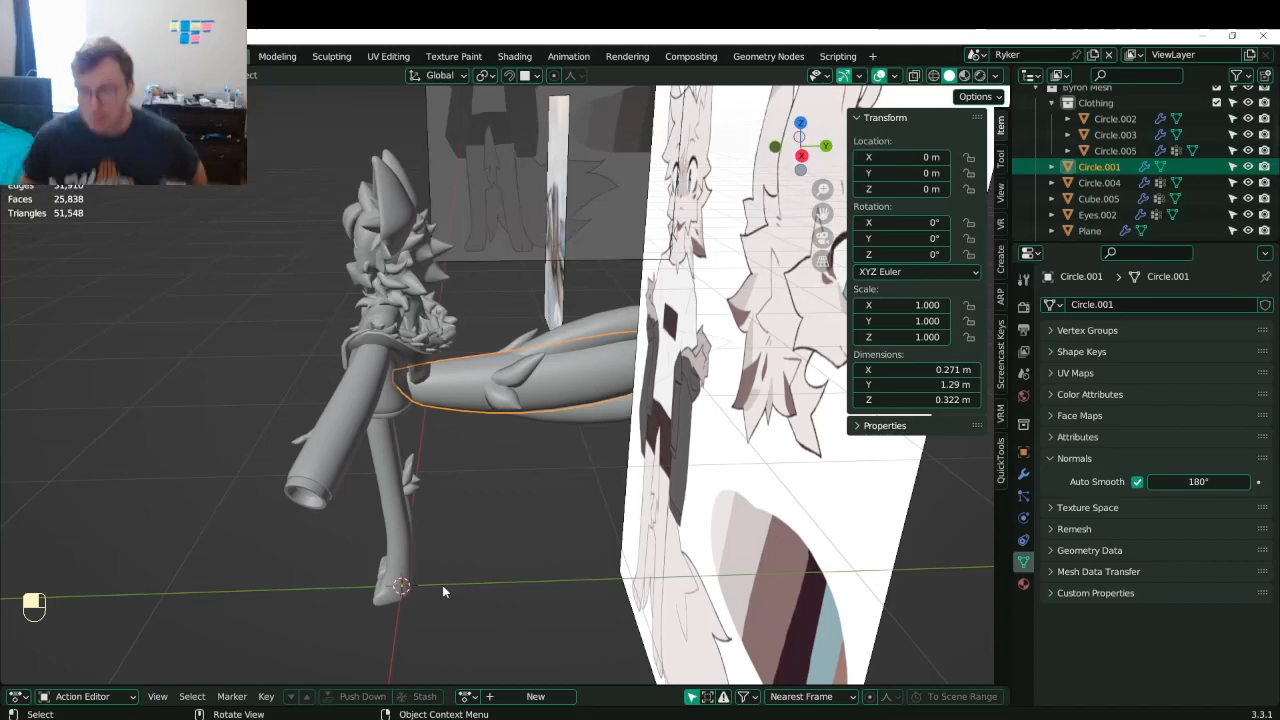 Modeling Sculpting UV Editing Texture Paint Shading Animation Rendering Compositing Geometry Nodes Scripting +
Ryker
ViewLayer
Global
Options
Edges 51,910
Faces 25,838
Triangles 51,548
Transform
Location:
X 0 m
Y 0 m
Z 0 m
Rotation:
X 0°
Y 0°
Z 0°
XYZ Euler
Scale:
X 1.000
Y 1.000
Z 1.000
Dimensions:
X 0.271 m
Y 1.29 m
Z 0.322 m
Properties
Item
Tool
View
VR
Create
ARP
Screencast Keys
VRM
QuickTools
Z
Y
X
Byron Mesh
Clothing
Circle.002
Circle.003
Circle.005
Circle.001
Circle.004
Cube.005
Eyes.002
Plane
Circle.001 Circle.001
Circle.001
Vertex Groups
Shape Keys
UV Maps
Color Attributes
Face Maps
Attributes
Normals
Auto Smooth 180°
Texture Space
Remesh
Geometry Data
Mesh Data Transfer
Custom Properties
Action Editor View Select Marker Key Push Down Stash New Nearest Frame To Scene Range
Select Rotate View Object Context Menu 3.3.1